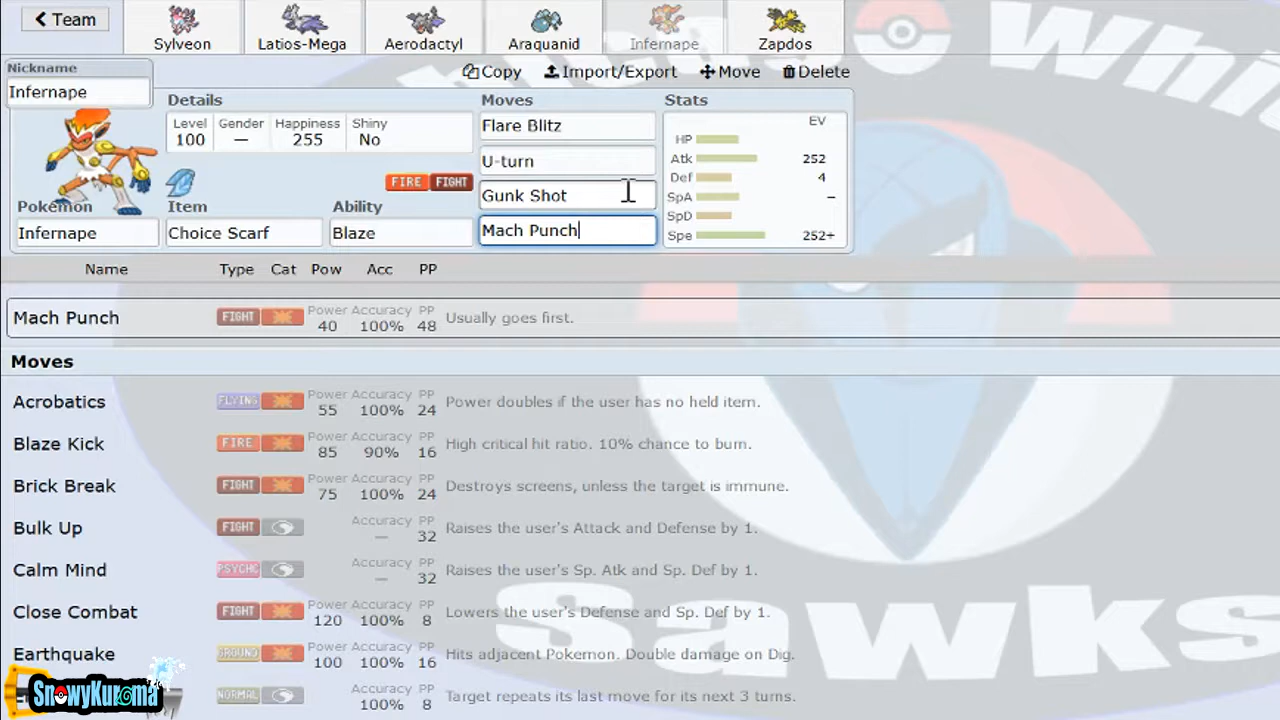 Team
Sylveon
Latios-Mega
Aerodactyl
Araquanid
Infernape
Zapdos
Nickname
Infernape
Copy Import/Export Move Delete
Details
Level Gender Happiness Shiny
100 — 255 No
FIRE FIGHT
Pokémon Item Ability
Infernape Choice Scarf Blaze
Moves
Flare Blitz
U-turn
Gunk Shot
Mach Punch
Stats
EV
HP
Atk 252
Def 4
SpA –
SpD
Spe 252+
Name Type Cat Pow Acc PP
Mach Punch FIGHT Power 40 Accuracy 100% PP 48 Usually goes first.
Moves
Acrobatics FLYING Power 55 Accuracy 100% PP 24 Power doubles if the user has no held item.
Blaze Kick FIRE Power 85 Accuracy 90% PP 16 High critical hit ratio. 10% chance to burn.
Brick Break FIGHT Power 75 Accuracy 100% PP 24 Destroys screens, unless the target is immune.
Bulk Up FIGHT Accuracy — PP 32 Raises the user's Attack and Defense by 1.
Calm Mind PSYCHC Accuracy — PP 32 Raises the user's Sp. Atk and Sp. Def by 1.
Close Combat FIGHT Power 120 Accuracy 100% PP 8 Lowers the user's Defense and Sp. Def by 1.
Earthquake GROUND Power 100 Accuracy 100% PP 16 Hits adjacent Pokemon. Double damage on Dig.
NORMAL Accuracy 100% PP 8 Target repeats its last move for its next 3 turns.
SnowyKuroma
Sawks